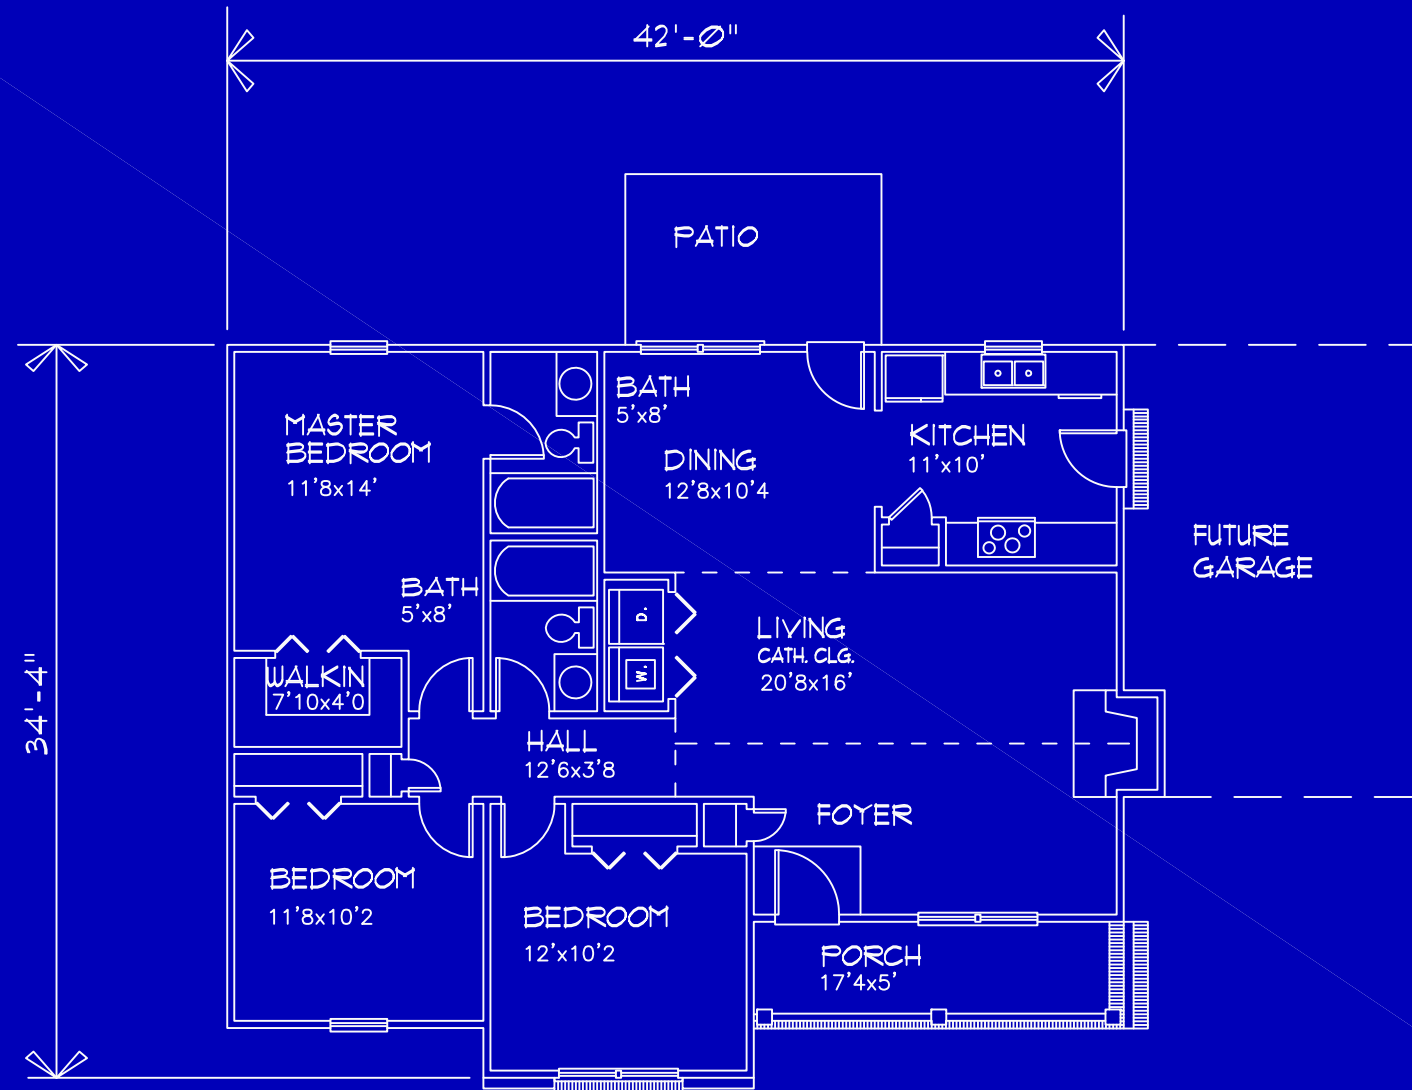 42'-0"
PATIO
BATH
5'x8'
MASTER
BEDROOM
11'8x14'
DINING
12'8x10'4
KITCHEN
11'x10'
FUTURE
GARAGE
BATH
5'x8'
D.
W.
LIVING
CATH. CLG.
20'8x16'
WALKIN
7'10x4'0
34'-4"
HALL
12'6x3'8
FOYER
BEDROOM
11'8x10'2
BEDROOM
12'x10'2
PORCH
17'4x5'